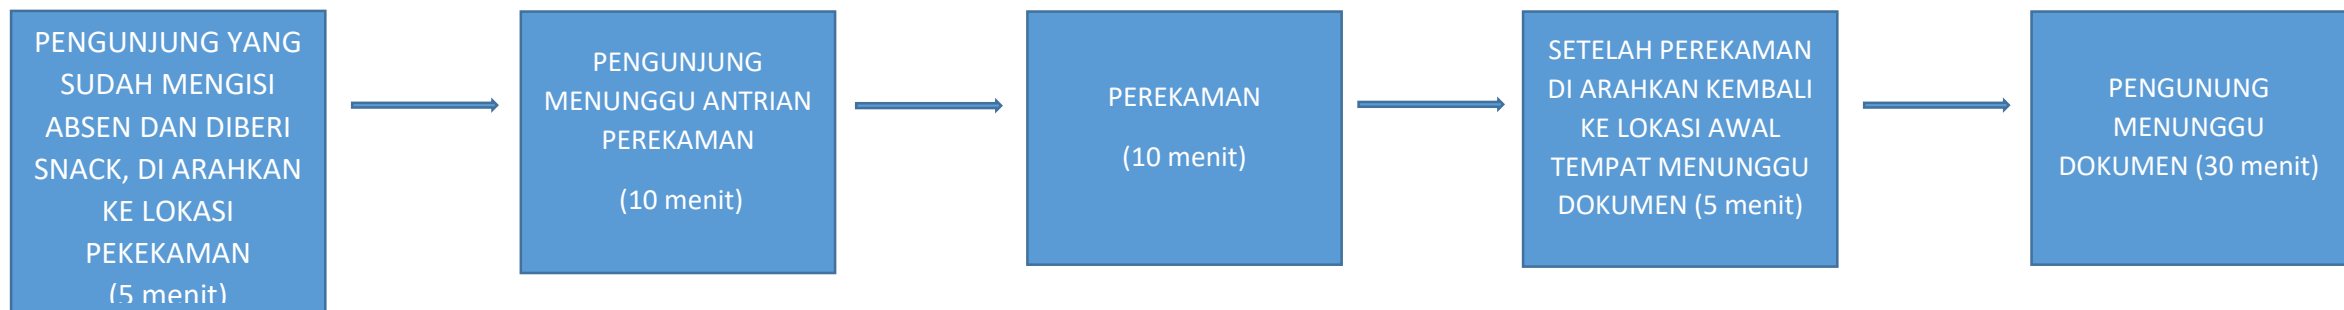 PENGUNJUNG YANG
SUDAH MENGISI
ABSEN DAN DIBERI
SNACK, DI ARAHKAN
KE LOKASI
PEKEKAMAN
(5 menit)
PENGUNJUNG
MENUNGGU ANTRIAN
PEREKAMAN
(10 menit)
PEREKAMAN
(10 menit)
SETELAH PEREKAMAN
DI ARAHKAN KEMBALI
KE LOKASI AWAL
TEMPAT MENUNGGU
DOKUMEN (5 menit)
PENGUNUNG
MENUNGGU
DOKUMEN (30 menit)